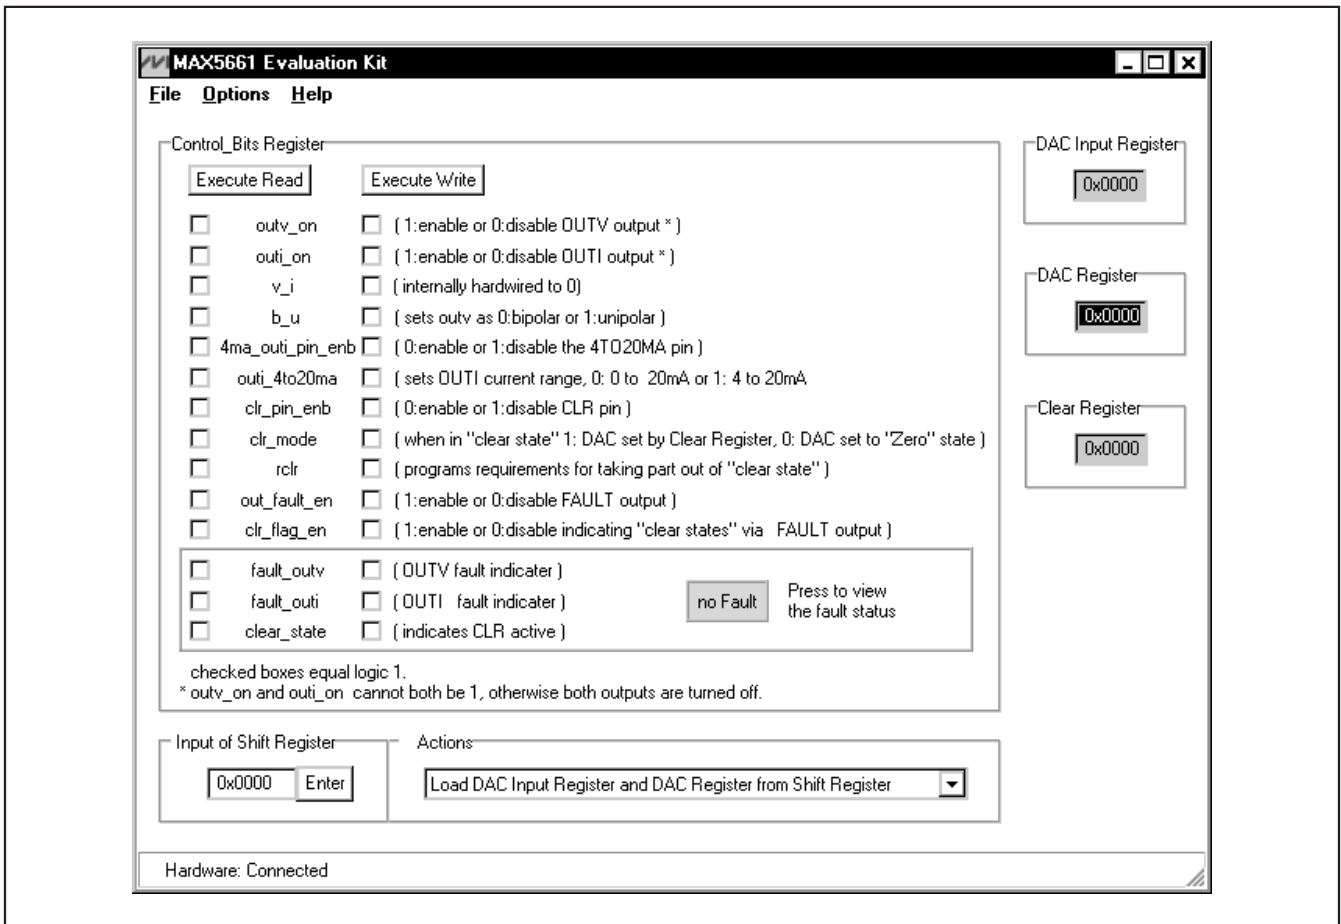 MAX5661 Evaluation Kit
File Options Help
Control_Bits Register
Execute Read Execute Write
outv_on ( 1:enable or 0:disable OUTV output * )
outi_on ( 1:enable or 0:disable OUTI output * )
v_i ( internally hardwired to 0)
b_u ( sets outv as 0:bipolar or 1:unipolar )
4ma_outi_pin_enb ( 0:enable or 1:disable the 4TO20MA pin )
outi_4to20ma ( sets OUTI current range, 0: 0 to 20mA or 1: 4 to 20mA
clr_pin_enb ( 0:enable or 1:disable CLR pin )
clr_mode ( when in "clear state" 1: DAC set by Clear Register, 0: DAC set to "Zero" state )
rclr ( programs requirements for taking part out of "clear state" )
out_fault_en ( 1:enable or 0:disable FAULT output )
clr_flag_en ( 1:enable or 0:disable indicating "clear states" via FAULT output )
fault_outv ( OUTV fault indicater )
fault_outi ( OUTI fault indicater )
clear_state ( indicates CLR active )
no Fault
Press to view
the fault status
checked boxes equal logic 1.
* outv_on and outi_on cannot both be 1, otherwise both outputs are turned off.
DAC Input Register
0x0000
DAC Register
0x0000
Clear Register
0x0000
Input of Shift Register
0x0000 Enter
Actions
Load DAC Input Register and DAC Register from Shift Register
Hardware: Connected